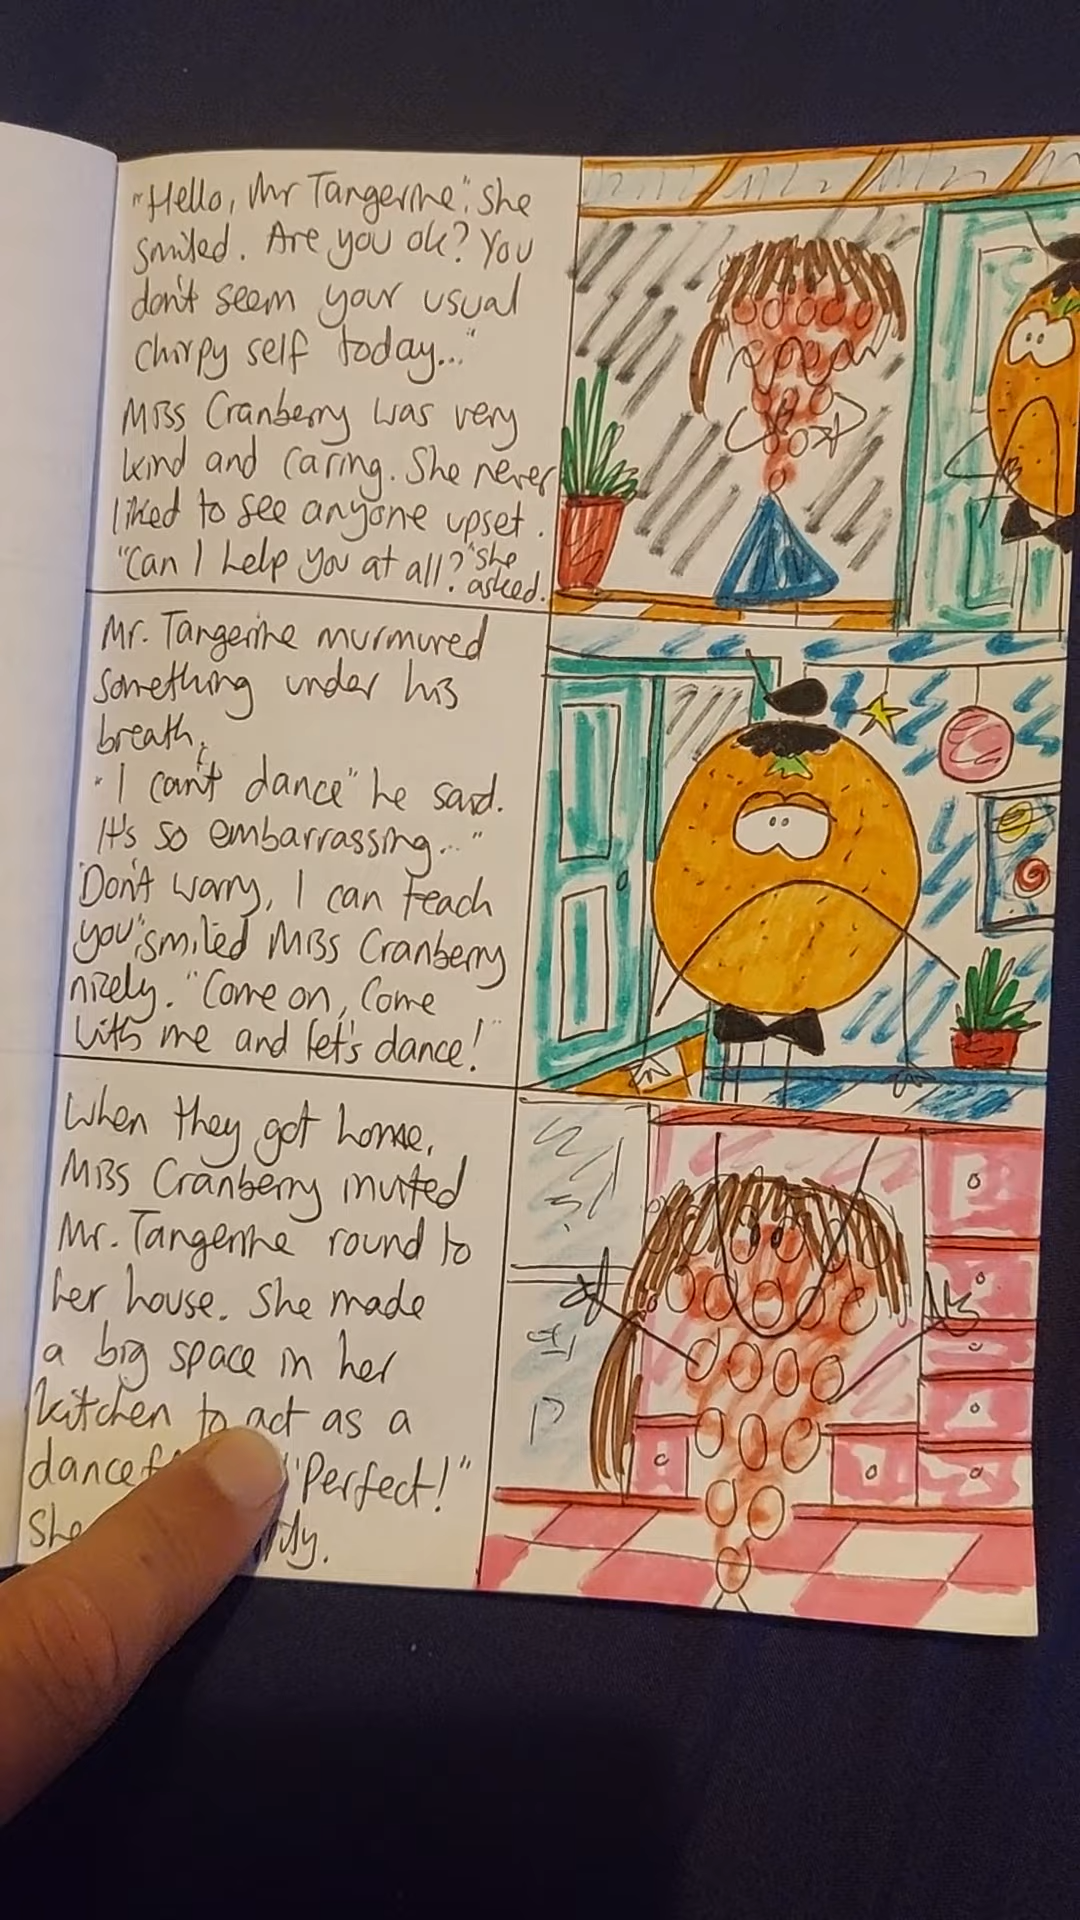 "Hello, Mr Tangerine", she
smiled. Are you ok? You
don't seem your usual
chirpy self today..."
Miss Cranberry was very
kind and caring. She never
liked to see anyone upset.
"Can I help you at all?" she
asked.
Mr. Tangerine murmured
something under his
breath.
"I can't dance" he said.
It's so embarrassing..."
"Don't worry, I can teach
you", smiled Miss Cranberry
nicely. "Come on, come
with me and let's dance!"
When they got home,
Miss Cranberry invited
Mr. Tangerine round to
her house. She made
a big space in her
kitchen to act as a
dance "Perfect!"
She